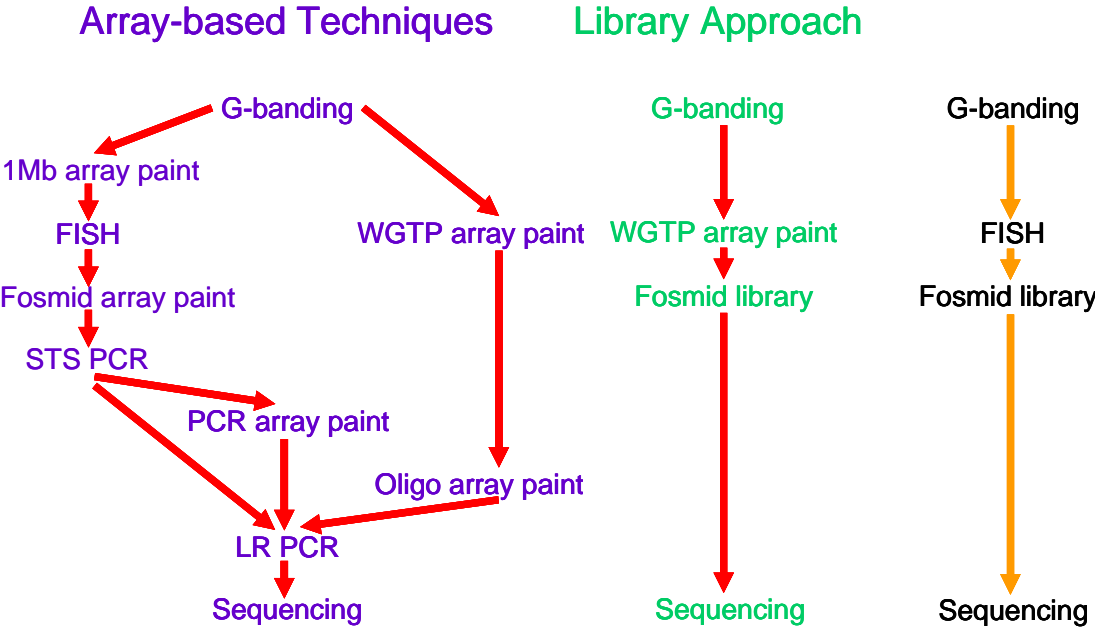 Array-based Techniques
Library Approach
G-banding
1Mb array paint
FISH
WGTP array paint
Fosmid array paint
STS PCR
PCR array paint
Oligo array paint
LR PCR
Sequencing
G-banding
WGTP array paint
Fosmid library
Sequencing
G-banding
FISH
Fosmid library
Sequencing